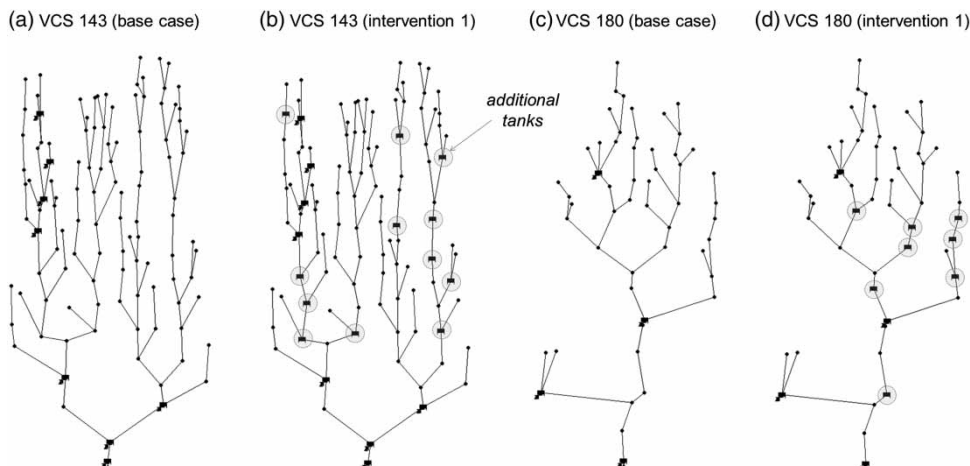 (a) VCS 143 (base case)
(b) VCS 143 (intervention 1)
(c) VCS 180 (base case)
(d) VCS 180 (intervention 1)
additional
tanks